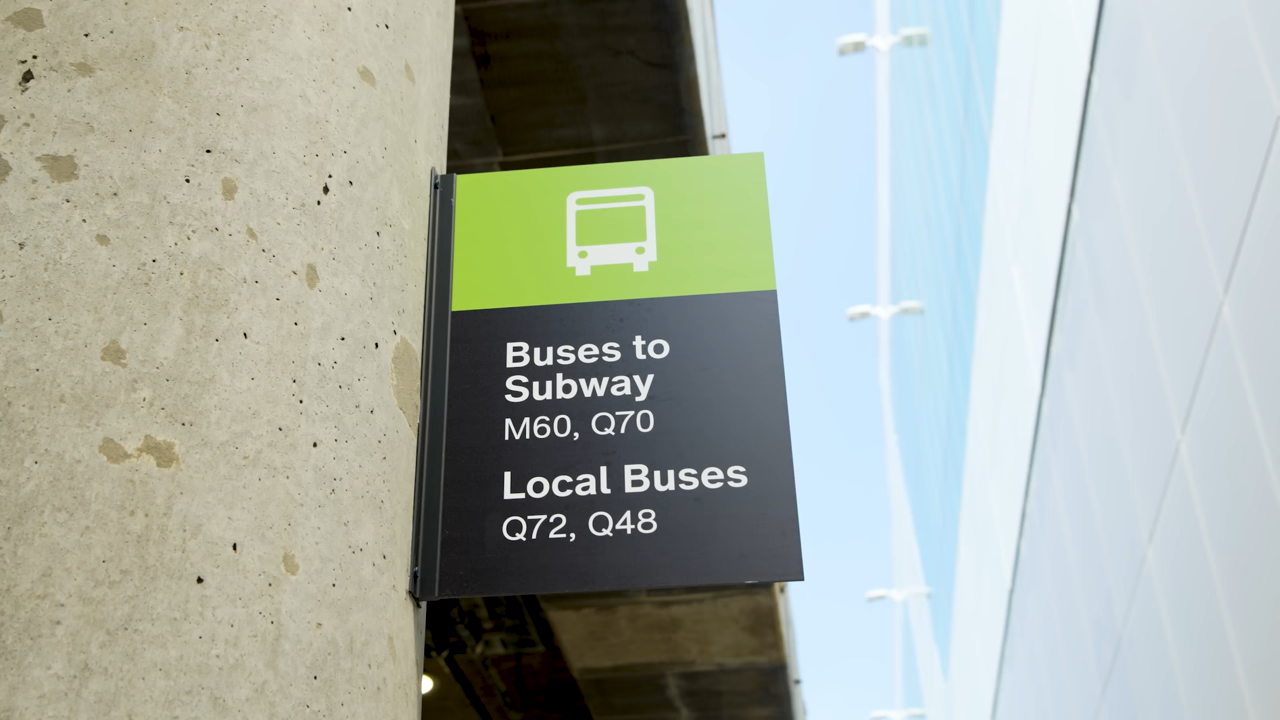 Buses to
Subway
M60, Q70
Local Buses
Q72, Q48